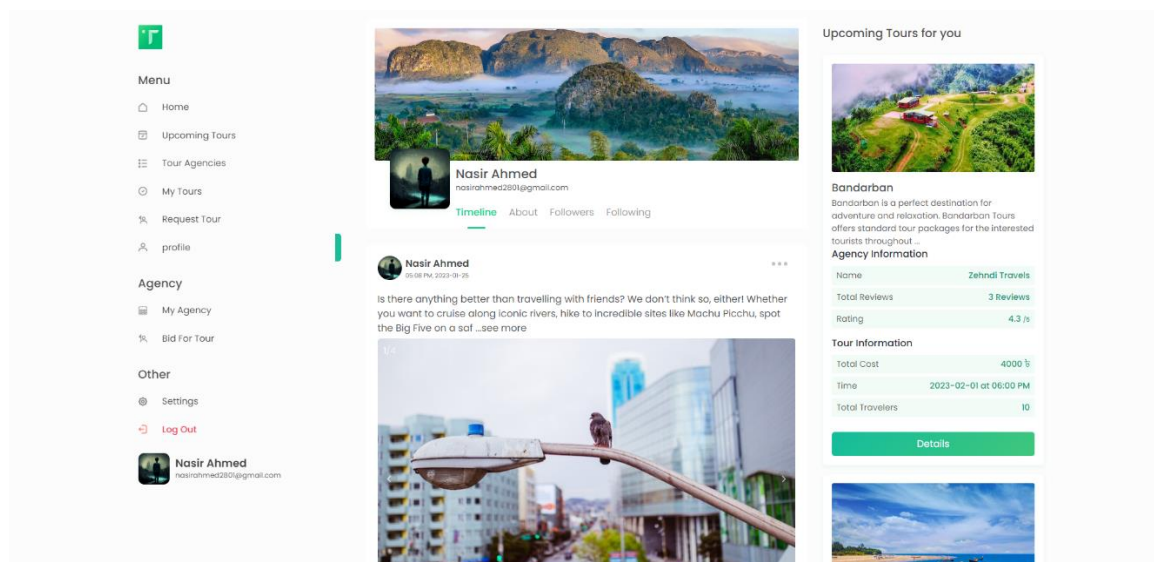 Menu
Home
Upcoming Tours
Tour Agencies
My Tours
Request Tour
profile
Agency
My Agency
Bid For Tour
Other
Settings
Log Out
Nasir Ahmed
nasirahmed2801@gmail.com
Nasir Ahmed
nasirahmed2801@gmail.com
Timeline About Followers Following
Nasir Ahmed
05:08 PM, 2023-01-25
Is there anything better than travelling with friends? We don't think so, either! Whether
you want to cruise along iconic rivers, hike to incredible sites like Machu Picchu, spot
the Big Five on a saf ...see more
1/4
Upcoming Tours for you
Bandarban
Bandarban is a perfect destination for
adventure and relaxation. Bandarban Tours
offers standard tour packages for the interested
tourists throughout ...
Agency Information
Name Zehndi Travels
Total Reviews 3 Reviews
Rating 4.3 /5
Tour Information
Total Cost 4000 ৳
Time 2023-02-01 at 06:00 PM
Total Travelers 10
Details